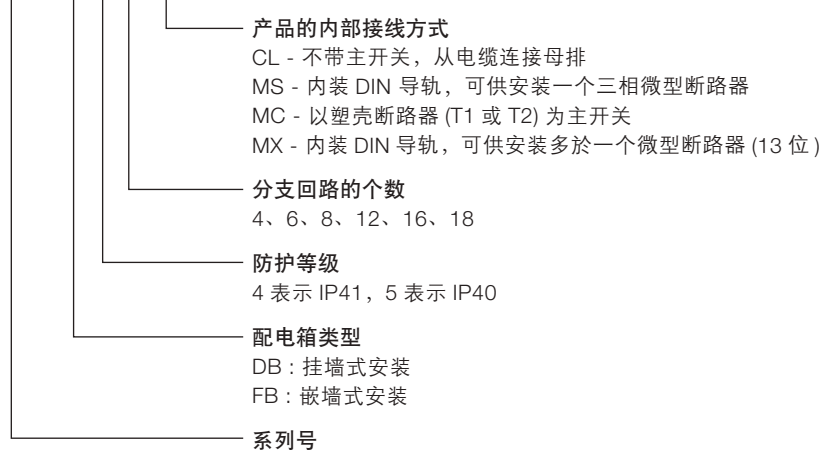 产品的内部接线方式
CL - 不带主开关，从电缆连接母排
MS - 内装 DIN 导轨，可供安装一个三相微型断路器
MC - 以塑壳断路器 (T1 或 T2) 为主开关
MX - 内装 DIN 导轨，可供安装多於一个微型断路器 (13 位 )
分支回路的个数
4、6、8、12、16、18
防护等级
4 表示 IP41，5 表示 IP40
配电箱类型
DB : 挂墙式安装
FB : 嵌墙式安装
系列号